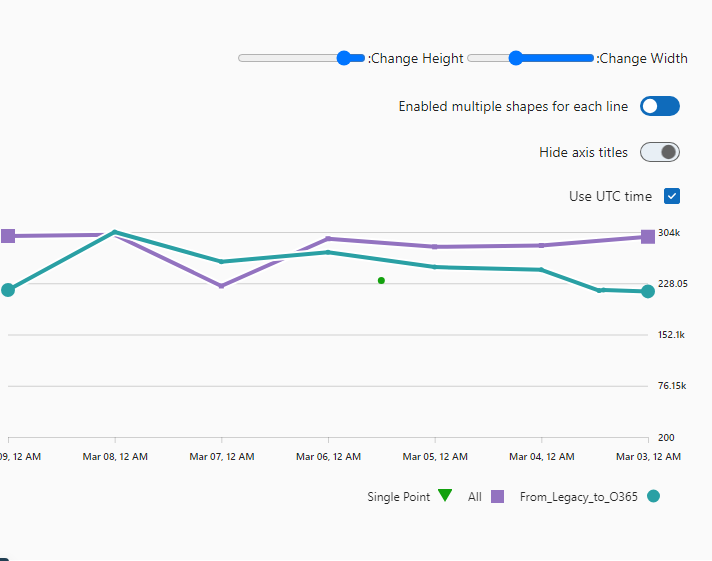 :Change Height :Change Width
Enabled multiple shapes for each line
Hide axis titles
Use UTC time
304k
228.05
152.1k
76.15k
200
09, 12 AM Mar 08, 12 AM Mar 07, 12 AM Mar 06, 12 AM Mar 05, 12 AM Mar 04, 12 AM Mar 03, 12 AM
Single Point All From_Legacy_to_O365